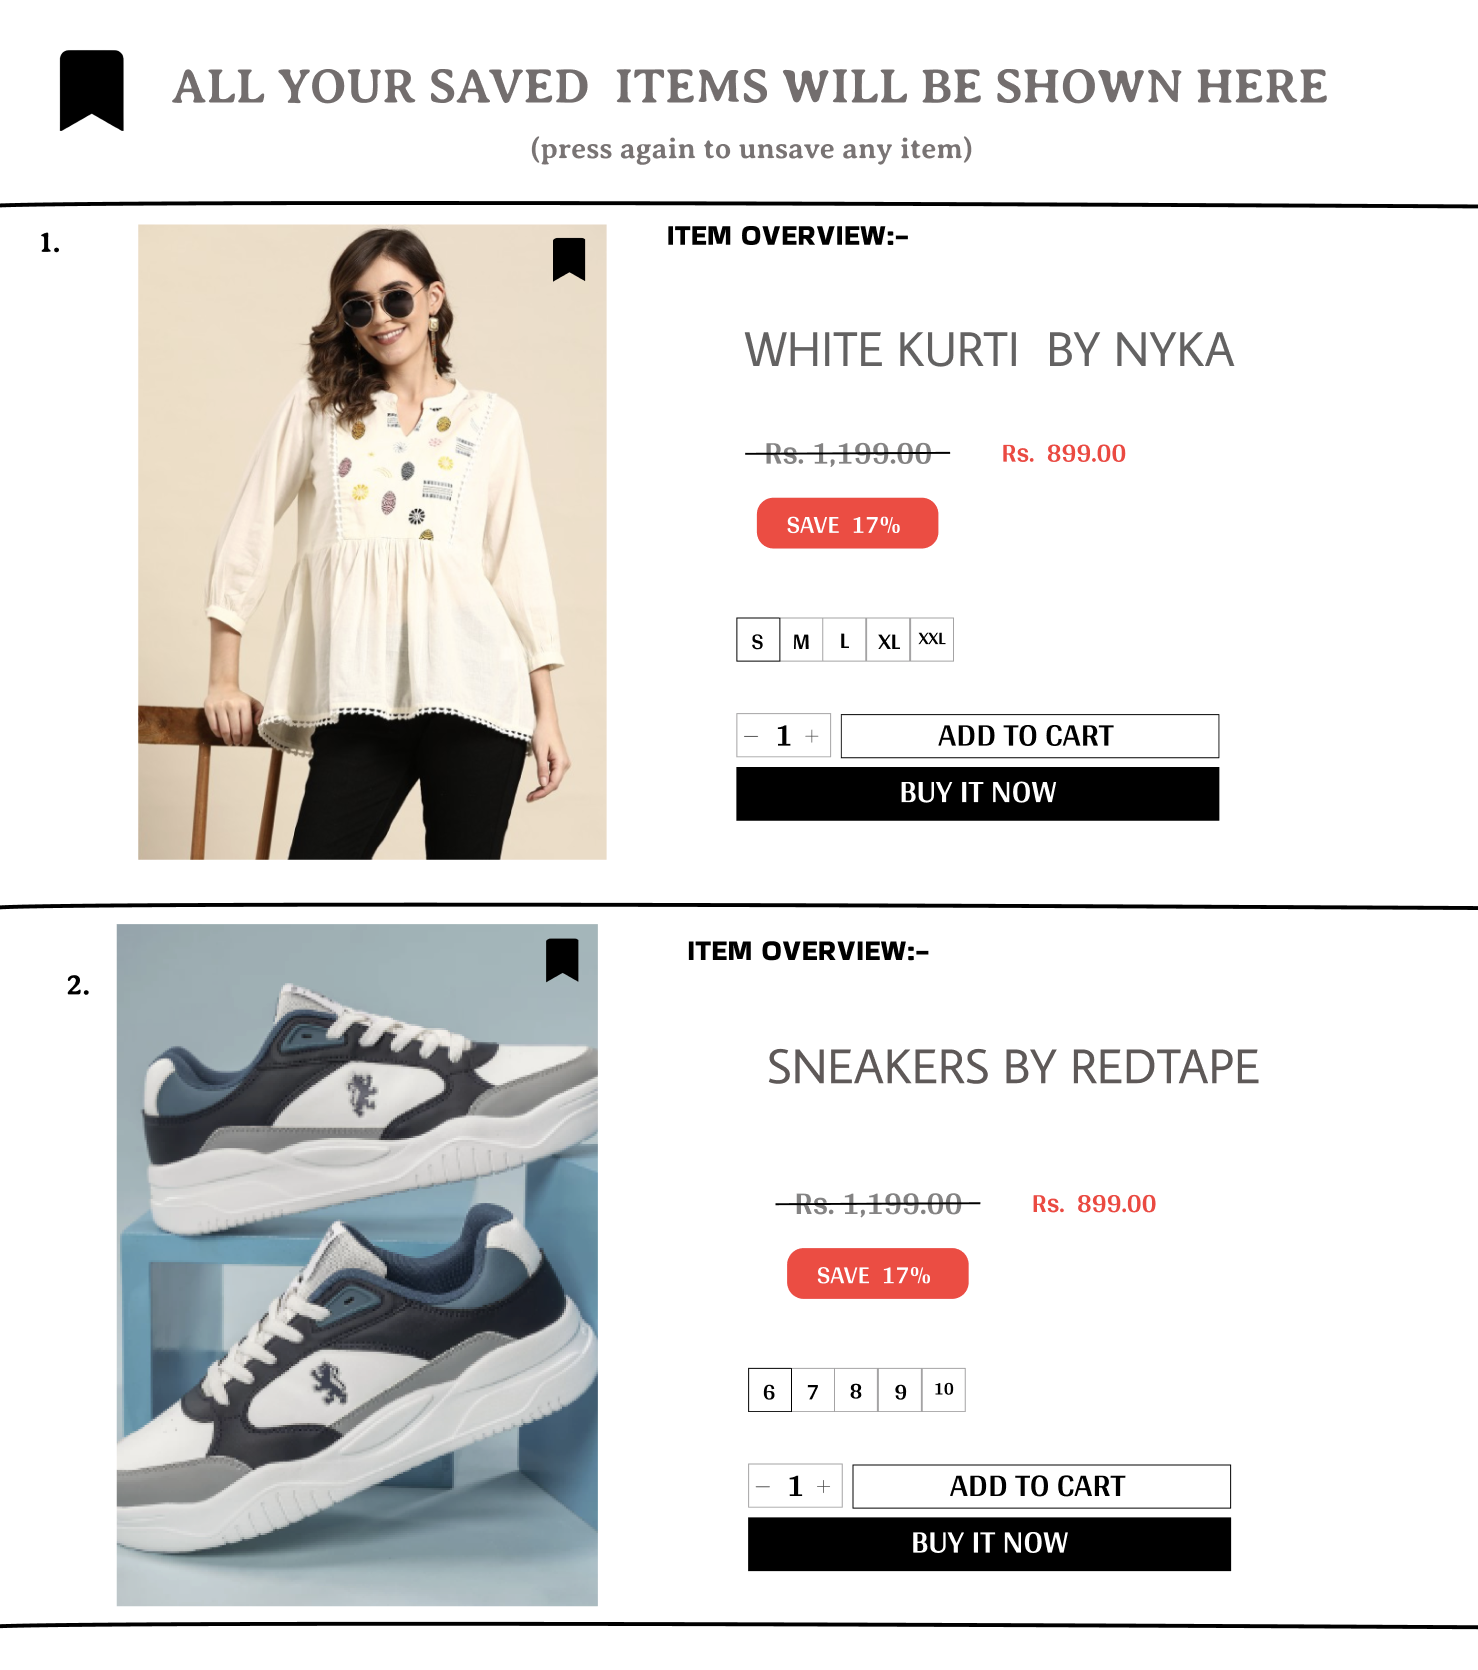 ALL YOUR SAVED ITEMS WILL BE SHOWN HERE
(press again to unsave any item)
1.
ITEM OVERVIEW:-
WHITE KURTI BY NYKA
Rs. 1,199.00 Rs. 899.00
SAVE 17%
S M L XL XXL
− 1 + ADD TO CART
BUY IT NOW
2.
ITEM OVERVIEW:-
SNEAKERS BY REDTAPE
Rs. 1,199.00 Rs. 899.00
SAVE 17%
6 7 8 9 10
− 1 + ADD TO CART
BUY IT NOW